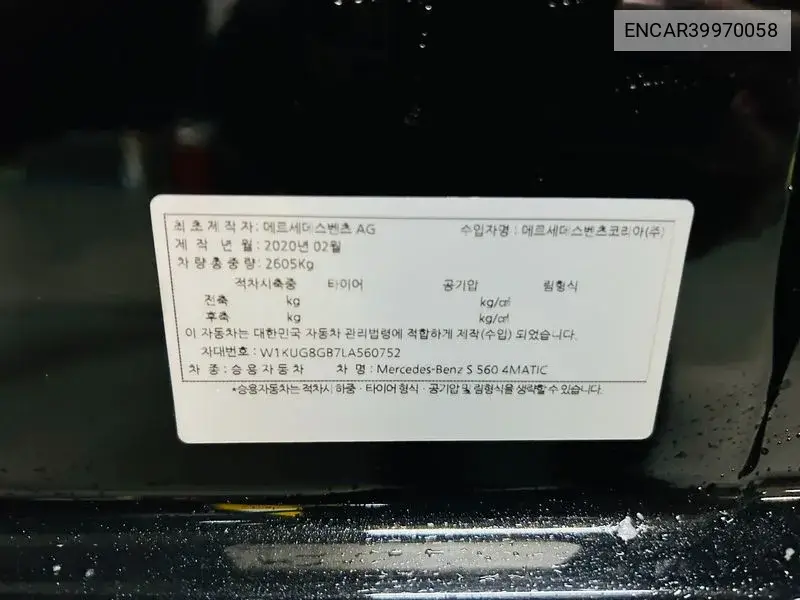 ENCAR39970058
최 초 제 작 자 : 메르세데스벤츠 AG 수입자명 : 메르세데스벤츠코리아(주)
제 작 년 월 : 2020년 02월
차 량 총 중 량 : 2605Kg
적차시축중 타이어 공기압 림형식
전축 kg kg/㎠
후축 kg kg/㎠
이 자동차는 대한민국 자동차 관리법령에 적합하게 제작(수입) 되었습니다.
차대번호 : W1KUG8GB7LA560752
차 종 : 승용자동차 차 명 : Mercedes-Benz S 560 4MATIC
*승용자동차는 적차시 하중 · 타이어 형식 · 공기압 및 림형식을 생략할 수 있습니다.